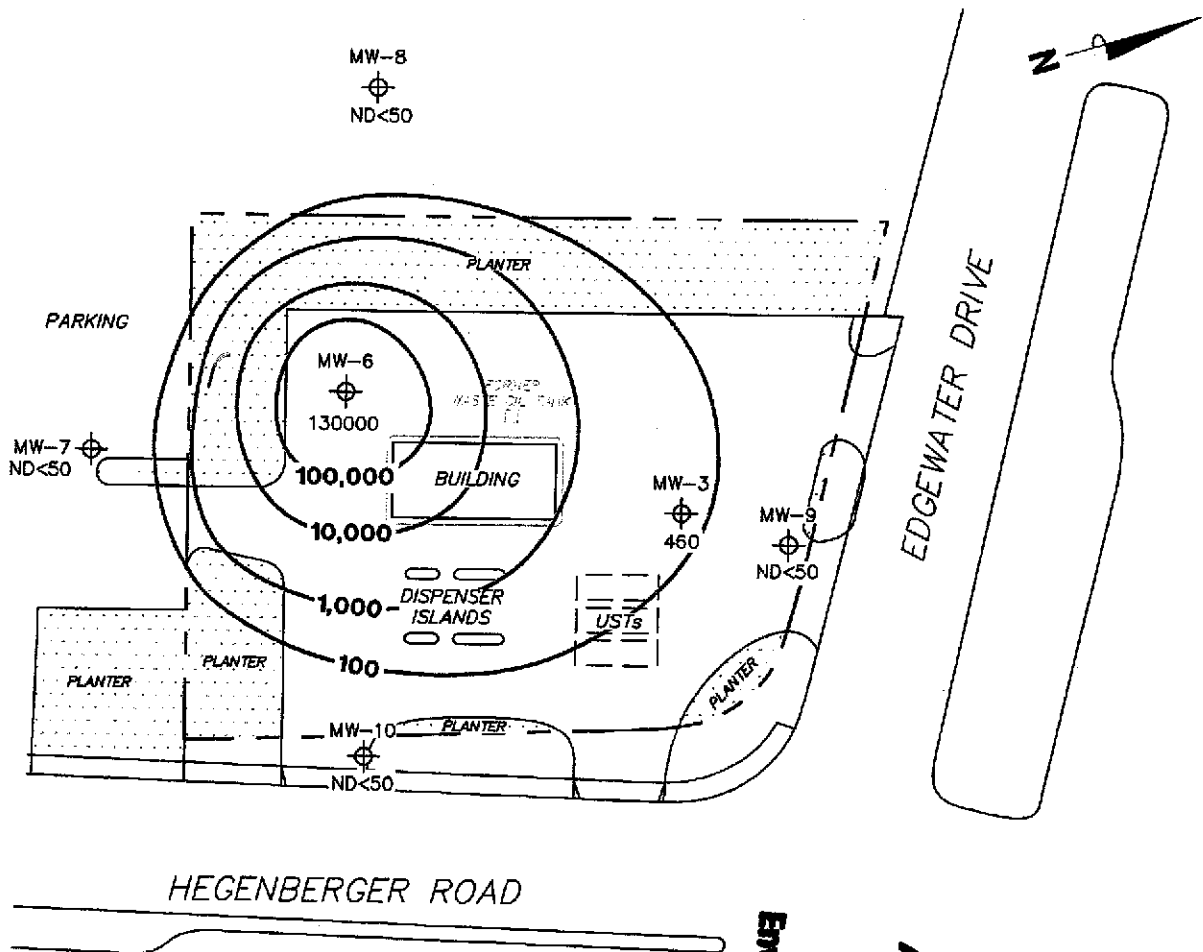 MW-8
ND<50
N
PLANTER
PARKING
MW-6
130000
FORMER
WASTE OIL TANK
MW-7
ND<50
100,000
BUILDING
10,000
MW-3
460
MW-9
ND<50
EDGEWATER DRIVE
1,000
DISPENSER
ISLANDS
USTs
100
PLANTER
PLANTER
PLANTER
PLANTER
MW-10
ND<50
HEGENBERGER ROAD